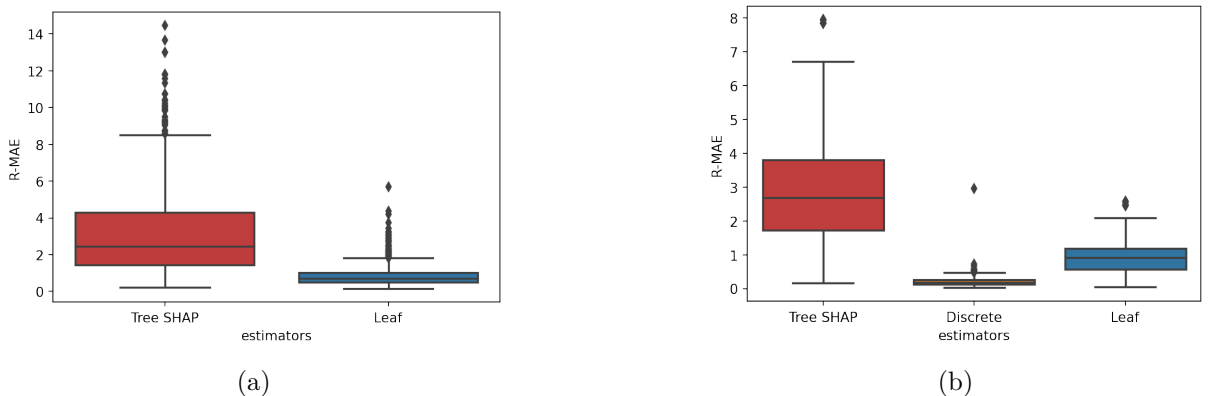 14
12
10
8
6
4
2
0
R-MAE
Tree SHAP Leaf
estimators
(a)
8
7
6
5
4
3
2
1
0
R-MAE
Tree SHAP Discrete Leaf
estimators
(b)